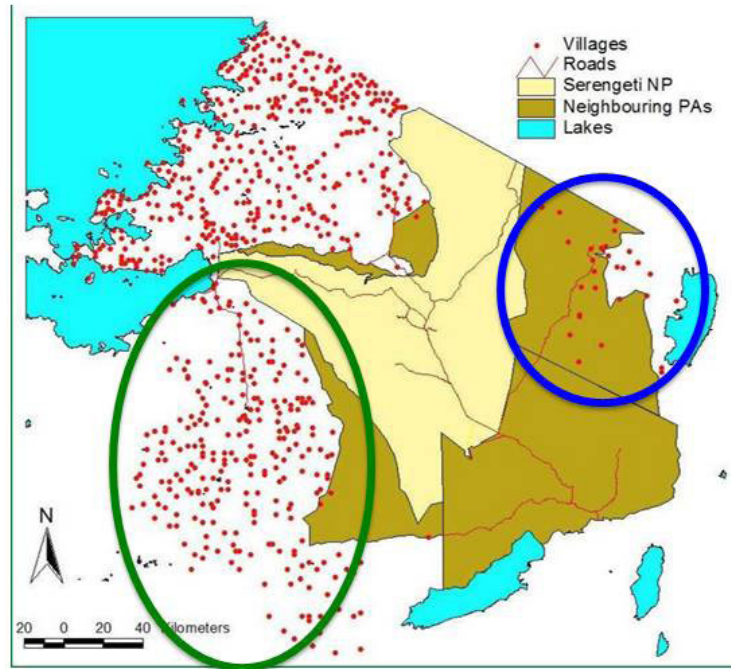 Villages
Roads
Serengeti NP
Neighbouring PAs
Lakes
N
20 0 20 40 Kilometers